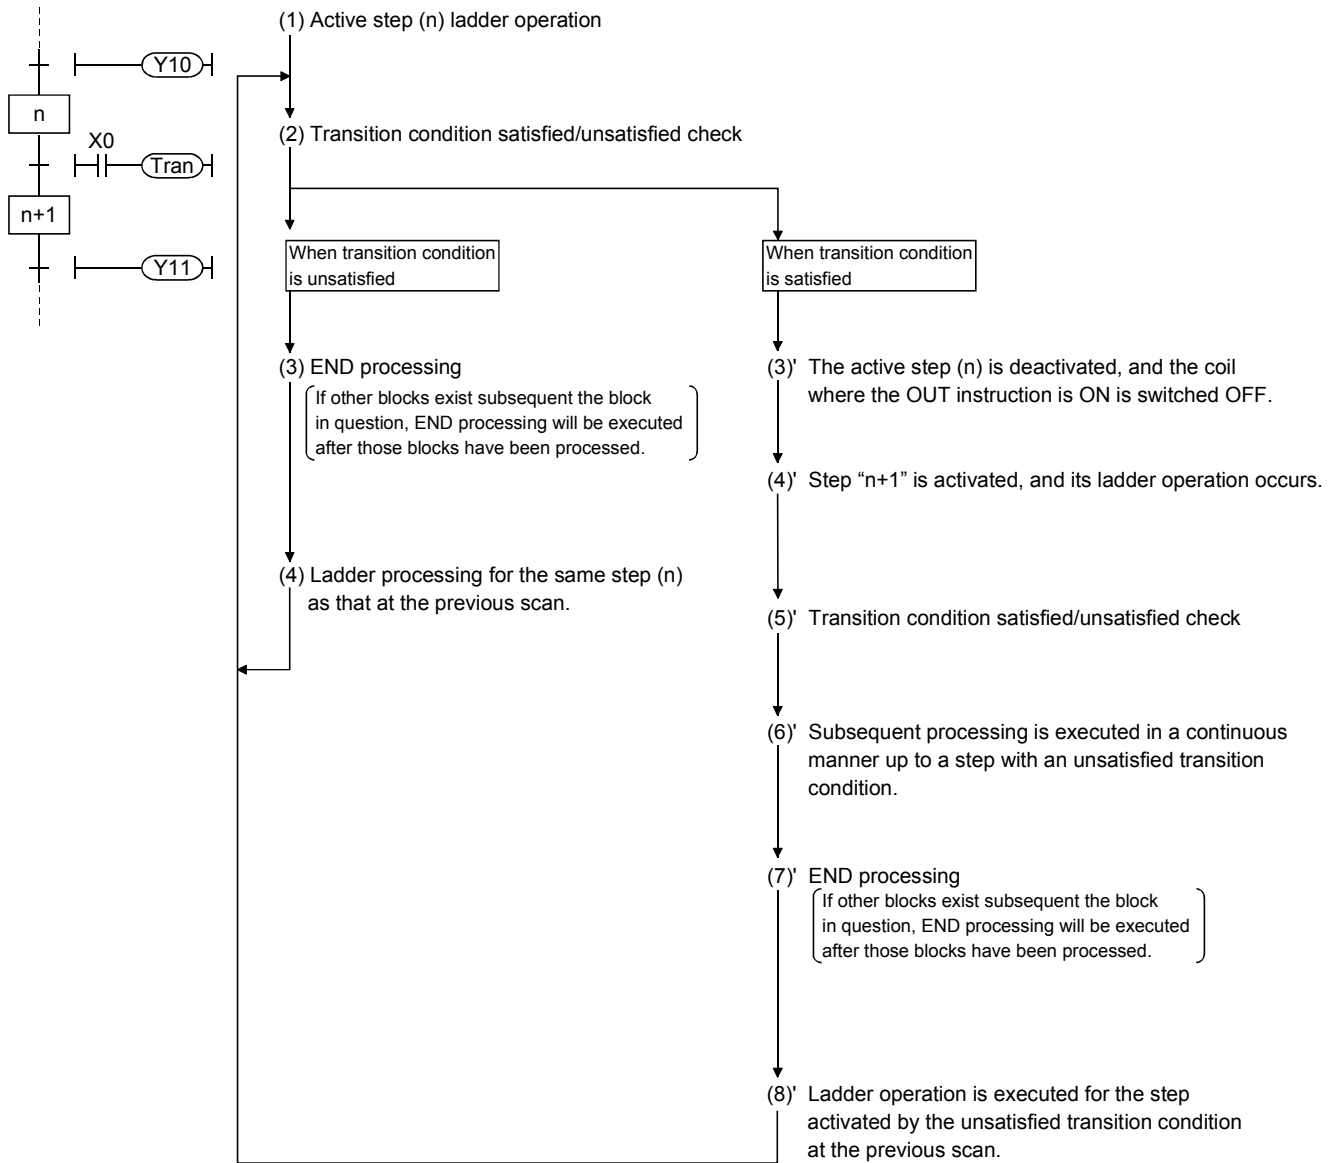 (1) Active step (n) ladder operation
Y10
n
(2) Transition condition satisfied/unsatisfied check
X0
Tran
n+1
Y11
When transition condition
is unsatisfied
When transition condition
is satisfied
(3) END processing
If other blocks exist subsequent the block
in question, END processing will be executed
after those blocks have been processed.
(4) Ladder processing for the same step (n)
as that at the previous scan.
(3)' The active step (n) is deactivated, and the coil
where the OUT instruction is ON is switched OFF.
(4)' Step “n+1” is activated, and its ladder operation occurs.
(5)' Transition condition satisfied/unsatisfied check
(6)' Subsequent processing is executed in a continuous
manner up to a step with an unsatisfied transition
condition.
(7)' END processing
If other blocks exist subsequent the block
in question, END processing will be executed
after those blocks have been processed.
(8)' Ladder operation is executed for the step
activated by the unsatisfied transition condition
at the previous scan.